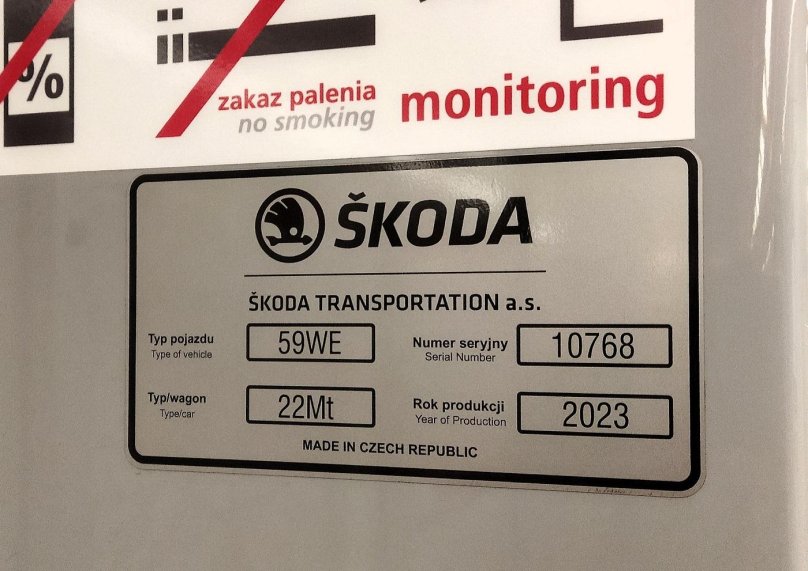 %
zakaz palenia
no smoking
monitoring
ŠKODA
ŠKODA TRANSPORTATION a.s.
Typ pojazdu
Type of vehicle
59WE
Numer seryjny
Serial Number
10768
Typ/wagon
Type/car
22Mt
Rok produkcji
Year of Production
2023
MADE IN CZECH REPUBLIC